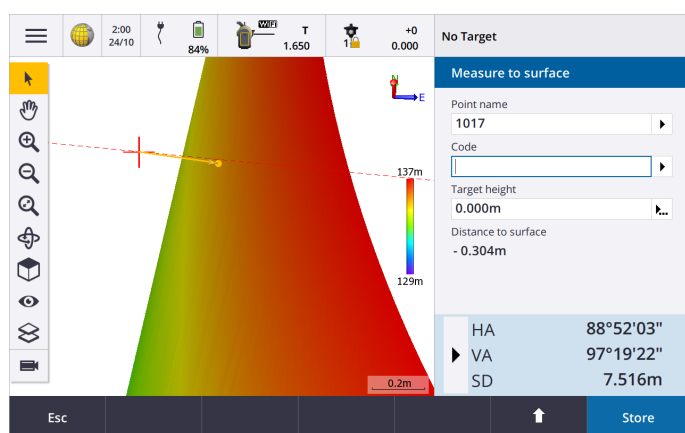 2:00
24/10
84%
WiFi
T
1.650
1
+0
0.000
No Target
Measure to surface
Point name
1017
Code
Target height
0.000m
Distance to surface
- 0.304m
N
E
137m
129m
0.2m
HA 88°52'03"
VA 97°19'22"
SD 7.516m
Esc
Store